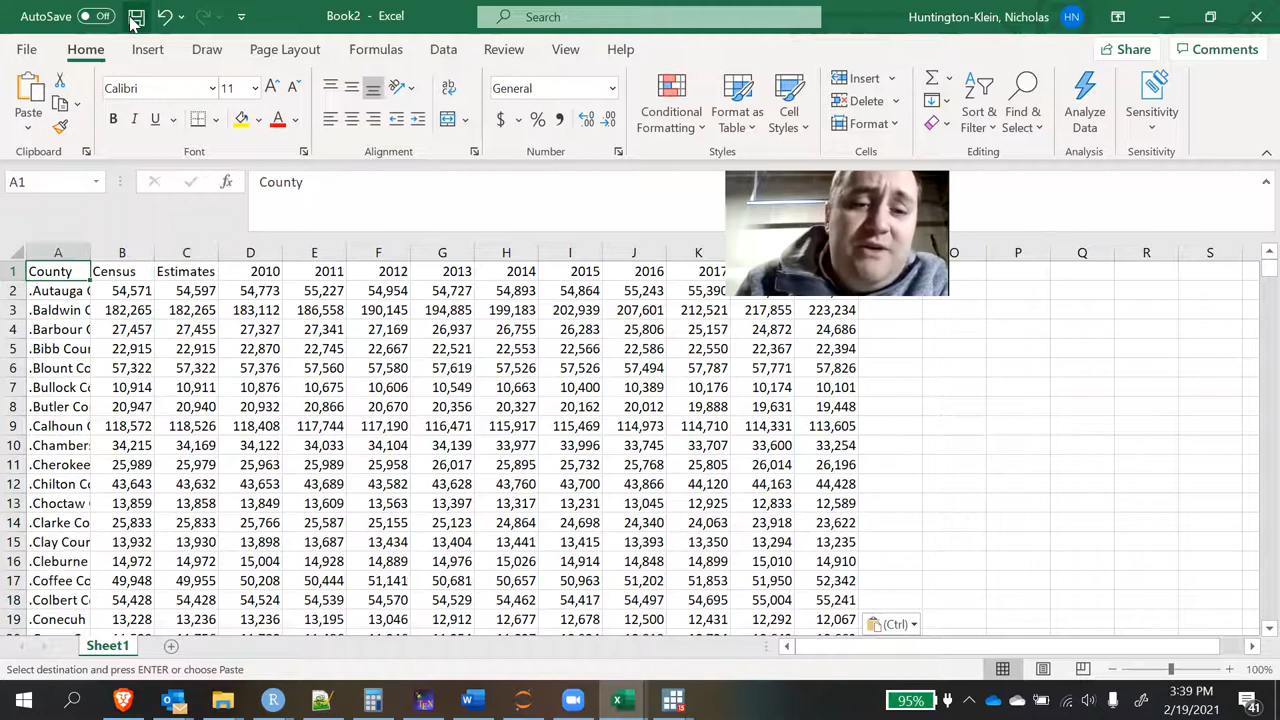 AutoSave Off Book2 - Excel Search Huntington-Klein, Nicholas HN
File Home Insert Draw Page Layout Formulas Data Review View Help Share Comments
Paste Calibri 11 General Conditional Formatting Format as Table Cell Styles Insert Delete Format Sort & Filter Find & Select Analyze Data Sensitivity
Clipboard Font Alignment Number Styles Cells Editing Analysis Sensitivity
A1 fx County
A B C D E F G H I J K O P Q R S
1 County Census Estimates 2010 2011 2012 2013 2014 2015 2016 2017
2 .Autauga C 54,571 54,597 54,773 55,227 54,954 54,727 54,893 54,864 55,243 55,390
3 .Baldwin C 182,265 182,265 183,112 186,558 190,145 194,885 199,183 202,939 207,601 212,521 217,855 223,234
4 .Barbour C 27,457 27,455 27,327 27,341 27,169 26,937 26,755 26,283 25,806 25,157 24,872 24,686
5 .Bibb Coun 22,915 22,915 22,870 22,745 22,667 22,521 22,553 22,566 22,586 22,550 22,367 22,394
6 .Blount Co 57,322 57,322 57,376 57,560 57,580 57,619 57,526 57,526 57,494 57,787 57,771 57,826
7 .Bullock C 10,914 10,911 10,876 10,675 10,606 10,549 10,663 10,400 10,389 10,176 10,174 10,101
8 .Butler Co 20,947 20,940 20,932 20,866 20,670 20,356 20,327 20,162 20,012 19,888 19,631 19,448
9 .Calhoun C 118,572 118,526 118,408 117,744 117,190 116,471 115,917 115,469 114,973 114,710 114,331 113,605
10 .Chambers 34,215 34,169 34,122 34,033 34,104 34,139 33,977 33,996 33,745 33,707 33,600 33,254
11 .Cherokee 25,989 25,979 25,963 25,989 25,958 26,017 25,895 25,732 25,768 25,805 26,014 26,196
12 .Chilton Co 43,643 43,632 43,653 43,689 43,582 43,628 43,760 43,700 43,866 44,120 44,163 44,428
13 .Choctaw C 13,859 13,858 13,849 13,609 13,563 13,397 13,317 13,231 13,045 12,925 12,833 12,589
14 .Clarke Co 25,833 25,833 25,766 25,587 25,155 25,123 24,864 24,698 24,340 24,063 23,918 23,622
15 .Clay Cour 13,932 13,930 13,898 13,687 13,434 13,404 13,441 13,415 13,393 13,350 13,294 13,235
16 .Cleburne 14,972 14,972 15,004 14,928 14,889 14,976 15,026 14,914 14,848 14,899 15,010 14,910
17 .Coffee Co 49,948 49,955 50,208 50,444 51,141 50,681 50,657 50,963 51,202 51,853 51,950 52,342
18 .Colbert C 54,428 54,428 54,524 54,539 54,570 54,529 54,462 54,417 54,497 54,695 55,004 55,241
19 .Conecuh 13,228 13,236 13,236 13,195 13,046 12,912 12,677 12,678 12,500 12,431 12,292 12,067
(Ctrl)
Sheet1
Select destination and press ENTER or choose Paste 100%
95% 3:39 PM
2/19/2021 41